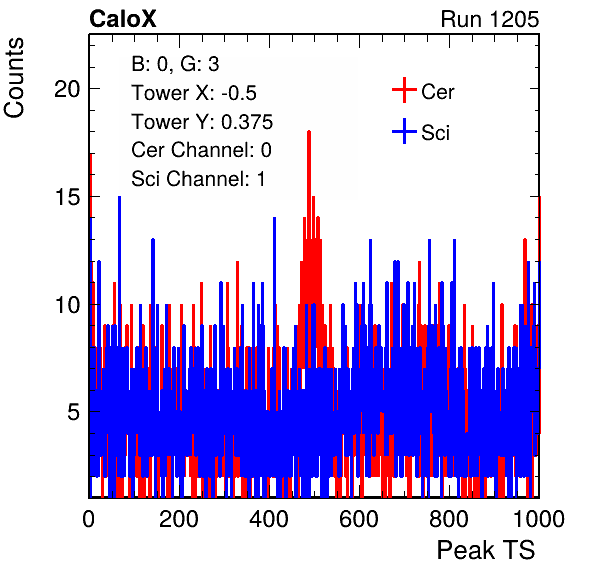 CaloX
Run 1205
Counts
B: 0, G: 3
Tower X: -0.5
Tower Y: 0.375
Cer Channel: 0
Sci Channel: 1
Cer
Sci
20
15
10
5
0 200 400 600 800 1000
Peak TS